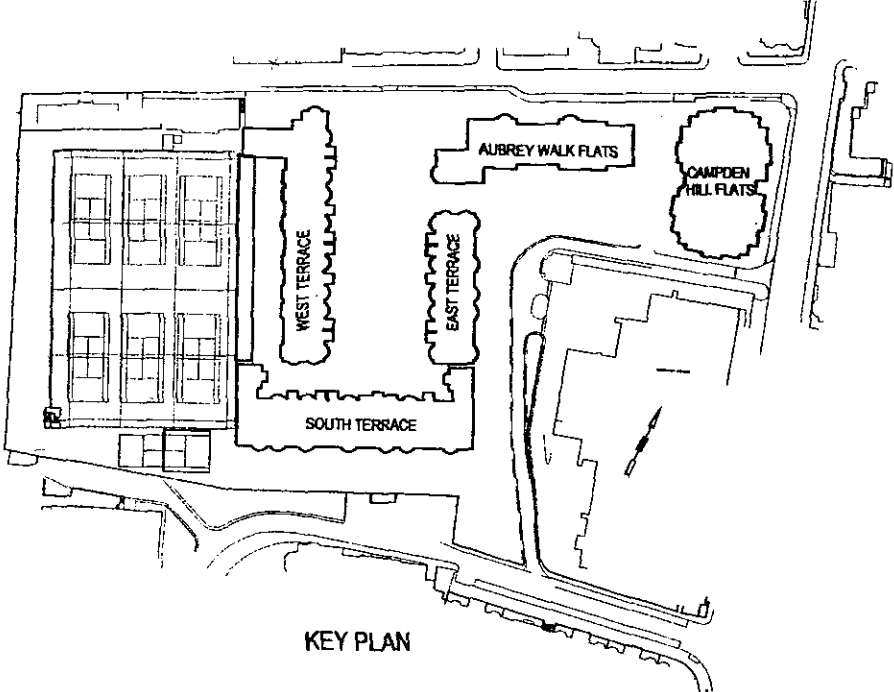 AUBREY WALK FLATS
CAMPDEN
HILL FLATS
WEST TERRACE
EAST TERRACE
SOUTH TERRACE
KEY PLAN